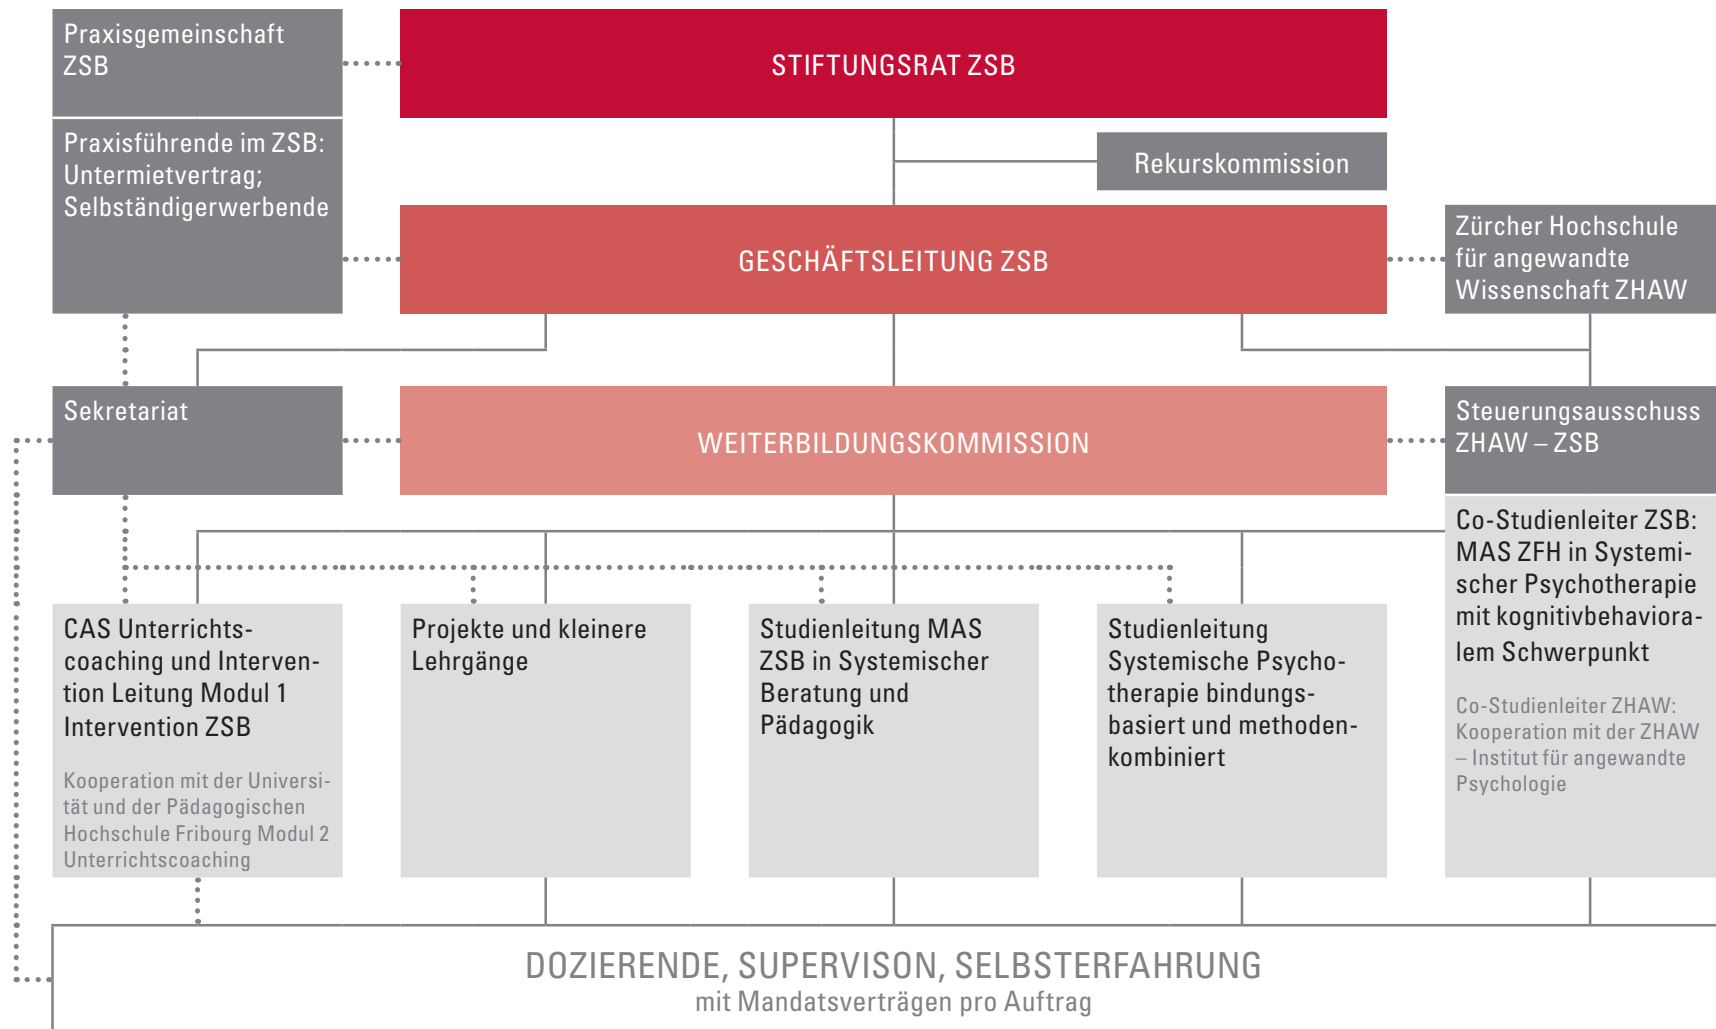 Praxisgemeinschaft
ZSB
STIFTUNGSRAT ZSB
Praxisführende im ZSB:
Untermietvertrag;
Selbständigerwerbende
Rekurskommission
GESCHÄFTSLEITUNG ZSB
Zürcher Hochschule
für angewandte
Wissenschaft ZHAW
Sekretariat
WEITERBILDUNGSKOMMISSION
Steuerungsausschuss
ZHAW – ZSB
CAS Unterrichts-
coaching und Interven-
tion Leitung Modul 1
Intervention ZSB
Kooperation mit der Universi-
tät und der Pädagogischen
Hochschule Fribourg Modul 2
Unterrichtscoaching
Projekte und kleinere
Lehrgänge
Studienleitung MAS
ZSB in Systemischer
Beratung und
Pädagogik
Studienleitung
Systemische Psycho-
therapie bindungs-
basiert und methoden-
kombiniert
Co-Studienleiter ZSB:
MAS ZFH in Systemi-
scher Psychotherapie
mit kognitivbehaviora-
lem Schwerpunkt
Co-Studienleiter ZHAW:
Kooperation mit der ZHAW
– Institut für angewandte
Psychologie
DOZIERENDE, SUPERVISON, SELBSTERFAHRUNG
mit Mandatsverträgen pro Auftrag